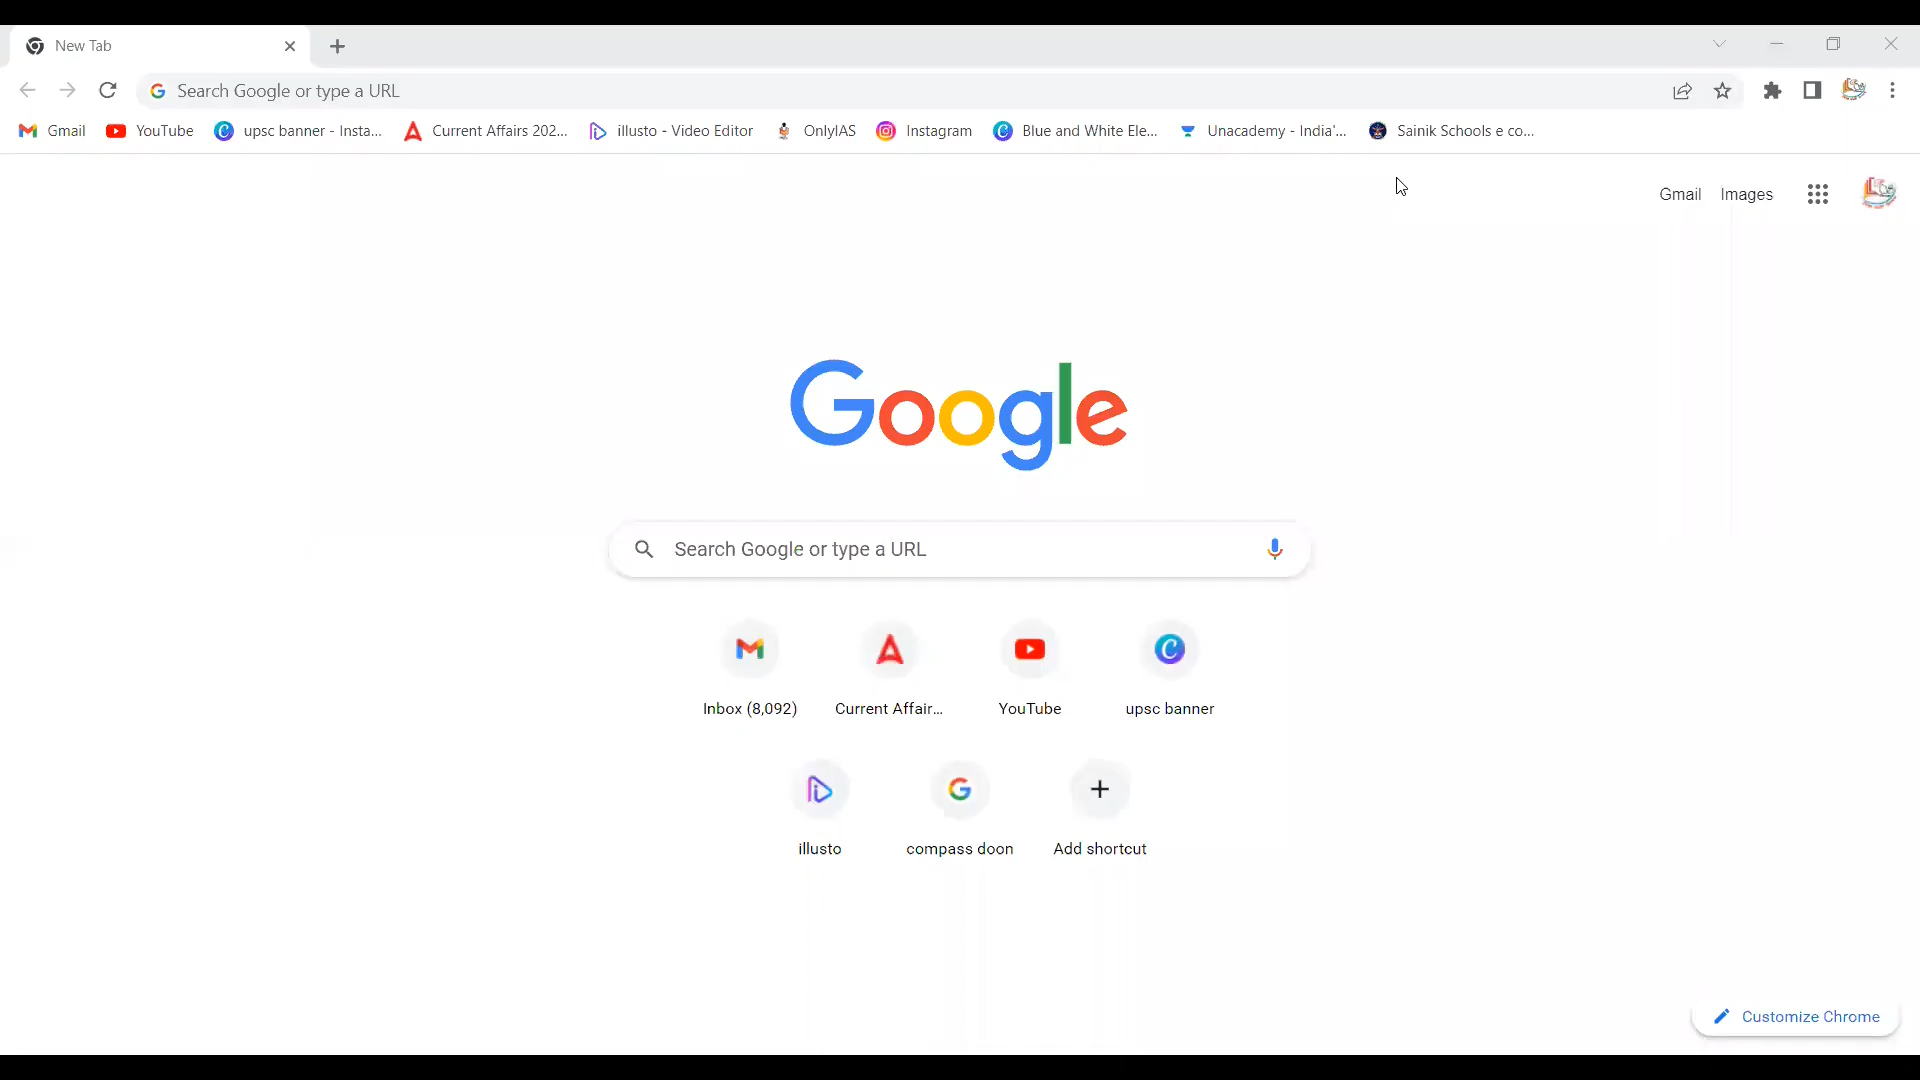 New Tab
Search Google or type a URL
Gmail YouTube upsc banner - Insta... Current Affairs 202... illusto - Video Editor OnlyIAS Instagram Blue and White Ele... Unacademy - India'... Sainik Schools e co...
Gmail Images
Google
Search Google or type a URL
Inbox (8,092) Current Affair... YouTube upsc banner
illusto compass doon Add shortcut
Customize Chrome